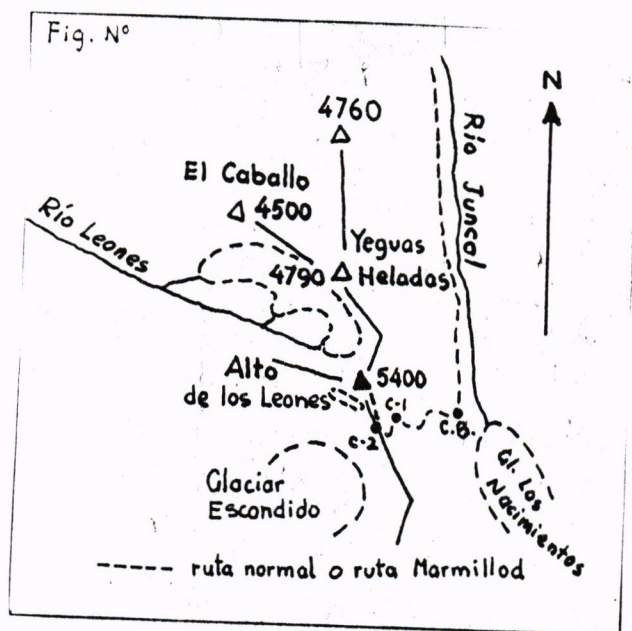 Fig. Nº
N
4760
Río Juncal
El Caballo
4500
Río Leones
Yeguas
Heladas
4790
Alto
de los Leones
5400
C-1
C-2
C.B.
Gl. Los
Nacimientos
Glaciar
Escondido
ruta normal o ruta Marmillod